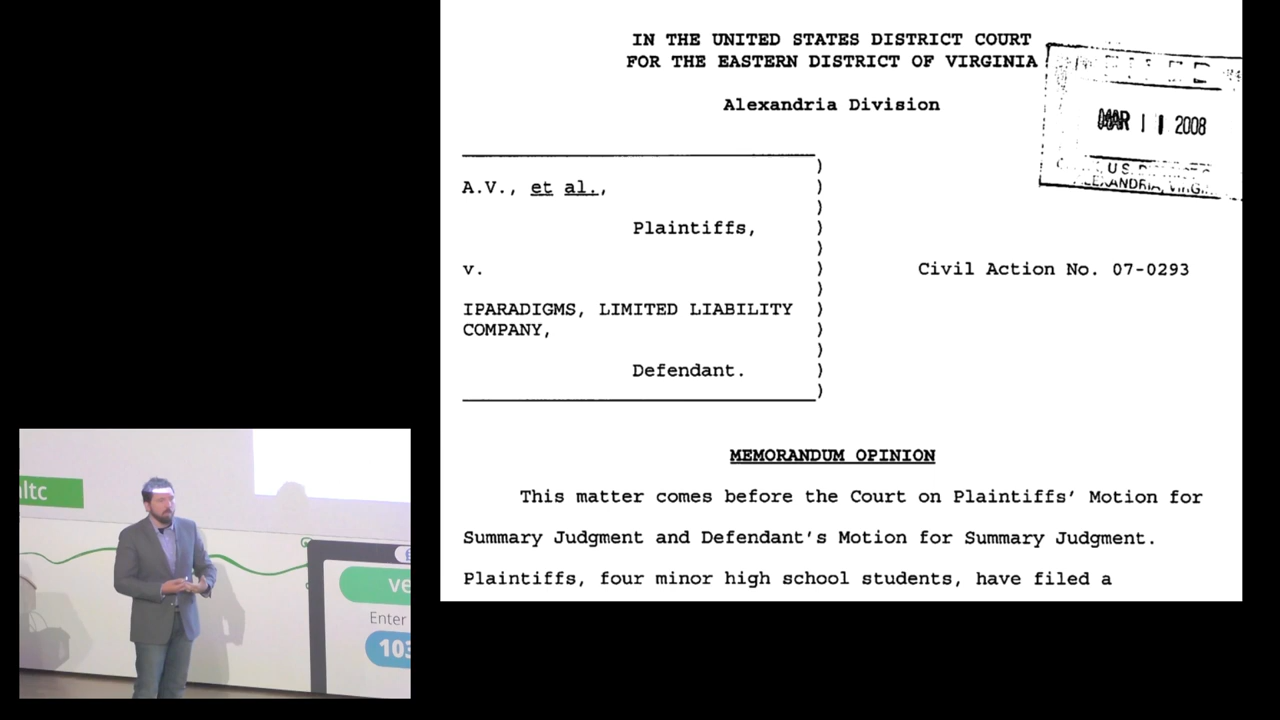 IN THE UNITED STATES DISTRICT COURT
FOR THE EASTERN DISTRICT OF VIRGINIA
Alexandria Division
MAR 11 2008
A.V., et al.,
Plaintiffs,
v.
Civil Action No. 07-0293
IPARADIGMS, LIMITED LIABILITY
COMPANY,
Defendant.
MEMORANDUM OPINION
This matter comes before the Court on Plaintiffs' Motion for
Summary Judgment and Defendant's Motion for Summary Judgment.
Plaintiffs, four minor high school students, have filed a
ltc
ve
Enter
103